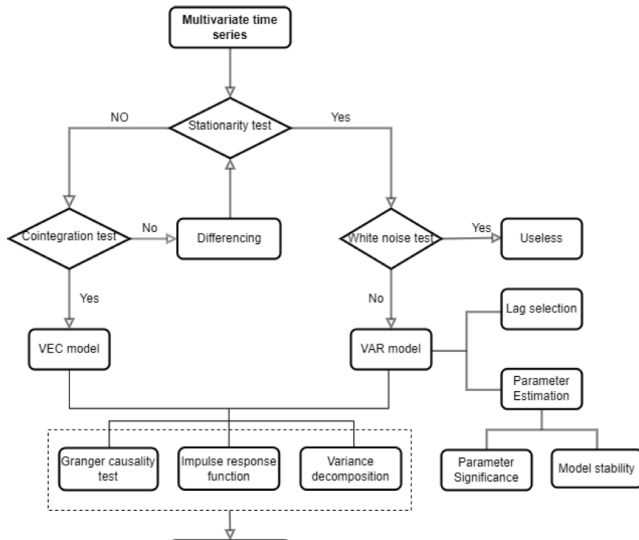 Multivariate time
series
NO
Stationarity test
Yes
Cointegration test
No
Differencing
White noise test
Yes
Useless
Yes
No
Lag selection
VEC model
VAR model
Parameter
Estimation
Granger causality
test
Impulse response
function
Variance
decomposition
Parameter
Significance
Model stability